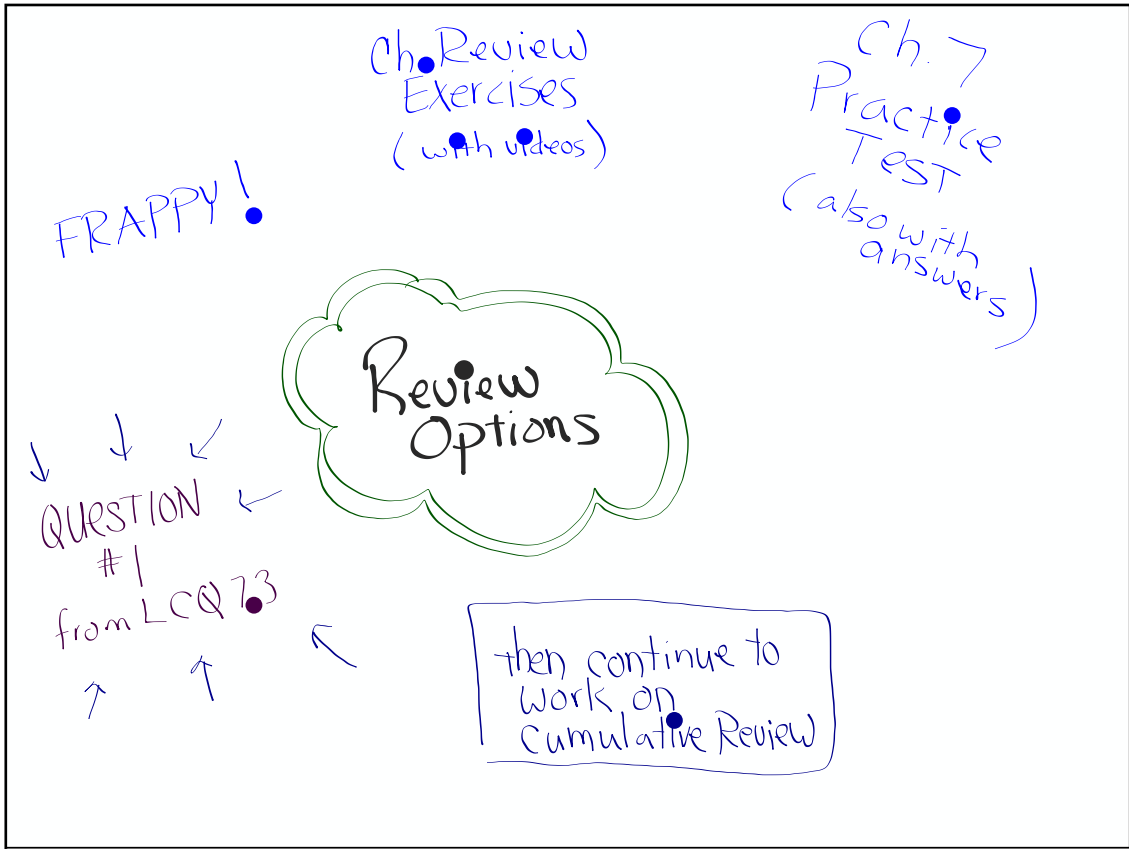 Ch. Review
Exercises
(with videos)
Ch. 7
Practice
Test
(also with
answers)
FRAPPY!
Review
Options
QUESTION
#1
from LCQ 7.3
then continue to
work on
cumulative Review